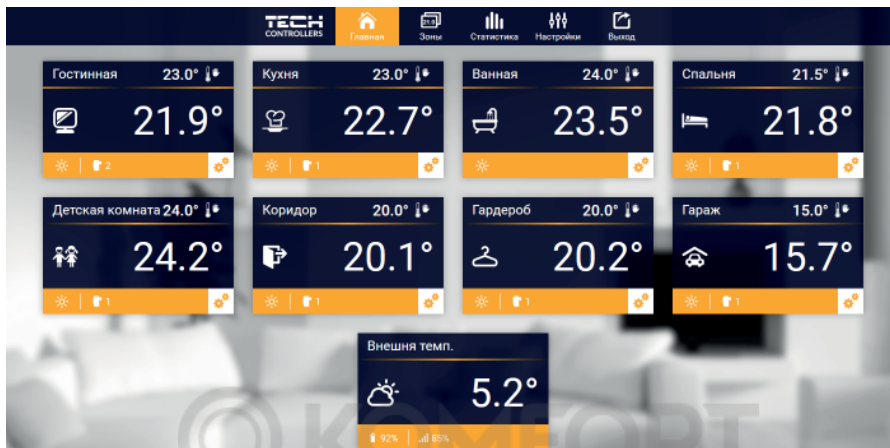 TECH
CONTROLLERS
Главная
21.0
Зоны
Статистика
Настройки
Выход
Гостинная 23.0°
21.9°
2
Кухня 23.0°
22.7°
1
Ванная 24.0°
23.5°
Спальня 21.5°
21.8°
1
Детская комната 24.0°
24.2°
1
Коридор 20.0°
20.1°
1
Гардероб 20.0°
20.2°
1
Гараж 15.0°
15.7°
1
Внешня темп.
5.2°
92% 85%
KOMFORT